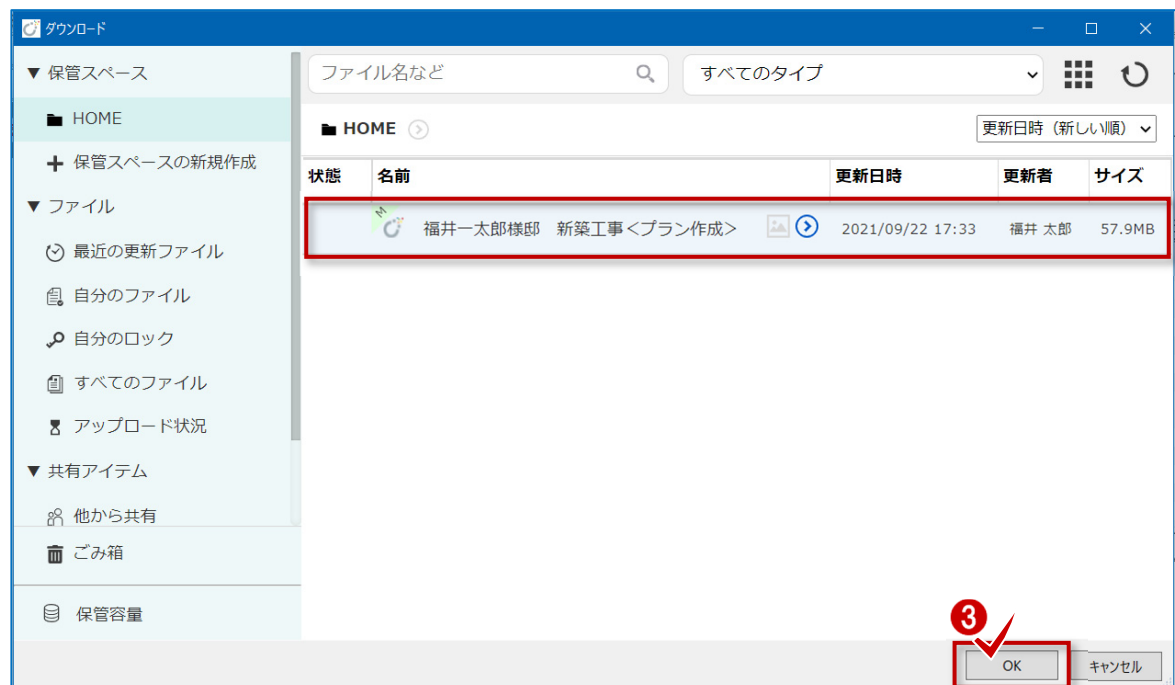 ダウンロード
▼ 保管スペース
HOME
保管スペースの新規作成
▼ ファイル
最近の更新ファイル
自分のファイル
自分のロック
すべてのファイル
アップロード状況
▼ 共有アイテム
他から共有
ごみ箱
保管容量
ファイル名など すべてのタイプ
HOME 更新日時（新しい順）
状態 名前 更新日時 更新者 サイズ
M 福井一太郎様邸　新築工事＜プラン作成＞ 2021/09/22 17:33 福井 太郎 57.9MB
3
OK キャンセル